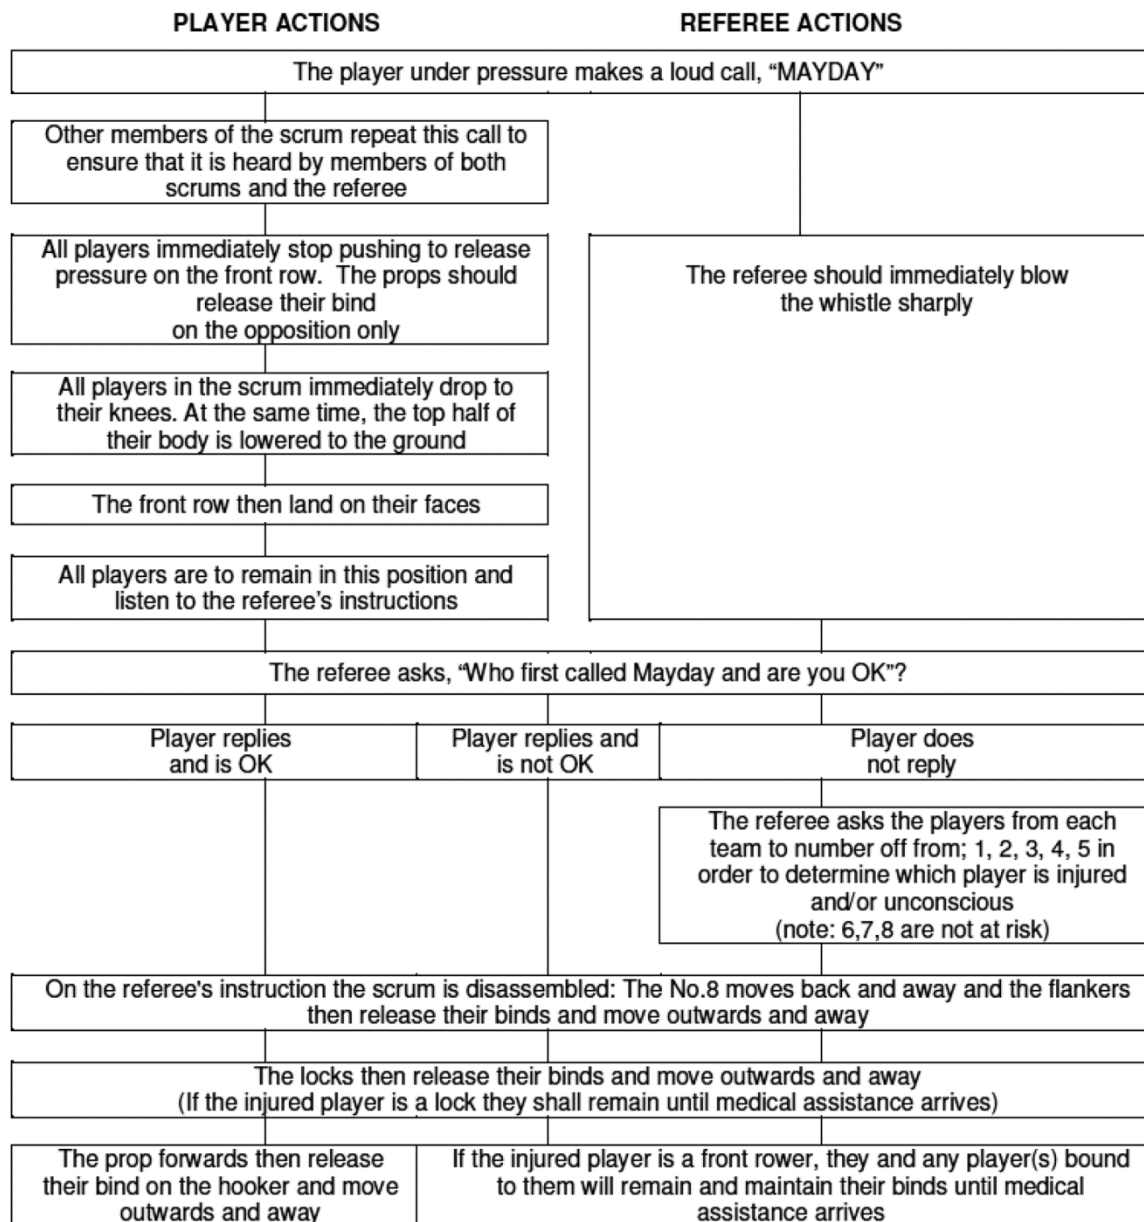 PLAYER ACTIONS
REFEREE ACTIONS
The player under pressure makes a loud call, “MAYDAY”
Other members of the scrum repeat this call to
ensure that it is heard by members of both
scrums and the referee
All players immediately stop pushing to release
pressure on the front row. The props should
release their bind
on the opposition only
The referee should immediately blow
the whistle sharply
All players in the scrum immediately drop to
their knees. At the same time, the top half of
their body is lowered to the ground
The front row then land on their faces
All players are to remain in this position and
listen to the referee’s instructions
The referee asks, “Who first called Mayday and are you OK”?
Player replies
and is OK
Player replies and
is not OK
Player does
not reply
The referee asks the players from each
team to number off from; 1, 2, 3, 4, 5 in
order to determine which player is injured
and/or unconscious
(note: 6,7,8 are not at risk)
On the referee's instruction the scrum is disassembled: The No.8 moves back and away and the flankers
then release their binds and move outwards and away
The locks then release their binds and move outwards and away
(If the injured player is a lock they shall remain until medical assistance arrives)
The prop forwards then release
their bind on the hooker and move
outwards and away
If the injured player is a front rower, they and any player(s) bound
to them will remain and maintain their binds until medical
assistance arrives